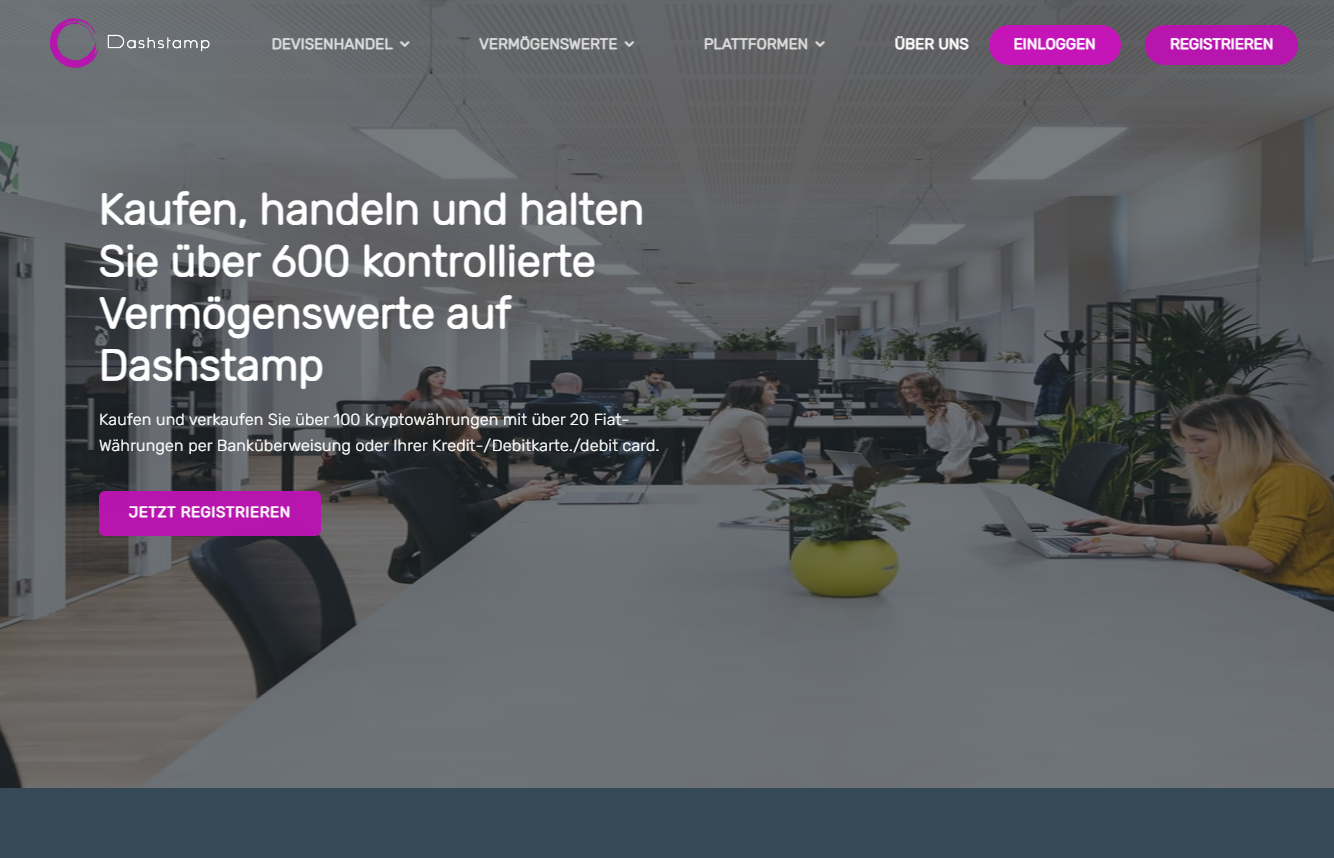 Dashstamp
DEVISENHANDEL
VERMÖGENSWERTE
PLATTFORMEN
ÜBER UNS
EINLOGGEN
REGISTRIEREN
Kaufen, handeln und halten
Sie über 600 kontrollierte
Vermögenswerte auf
Dashstamp
Kaufen und verkaufen Sie über 100 Kryptowährungen mit über 20 Fiat-
Währungen per Banküberweisung oder Ihrer Kredit-/Debitkarte./debit card.
JETZT REGISTRIEREN